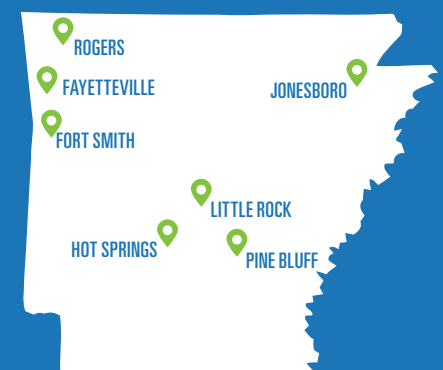 ROGERS
FAYETTEVILLE
JONESBORO
FORT SMITH
LITTLE ROCK
HOT SPRINGS
PINE BLUFF